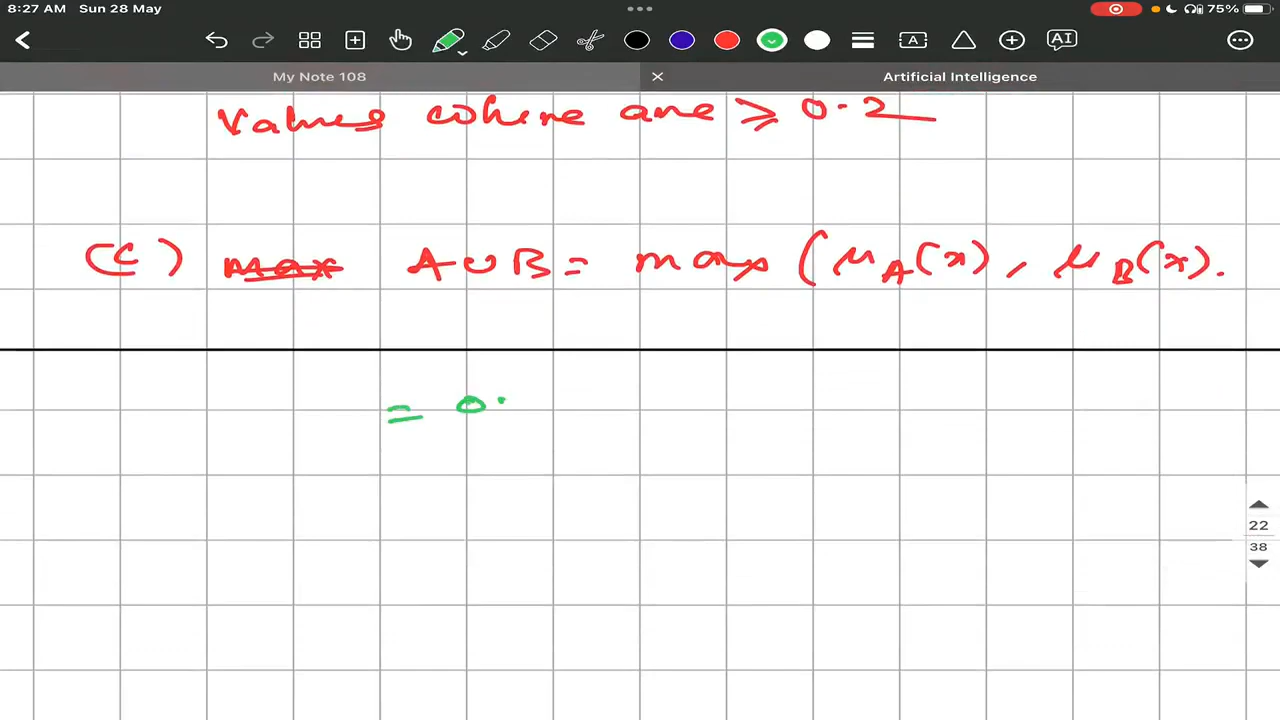 8:27 AM Sun 28 May
75%
A
AI
My Note 108
Artificial Intelligence
Values where are ≥ 0.2
(c) max A∪B = max (μA(x), μB(x).
= 0.
22
38